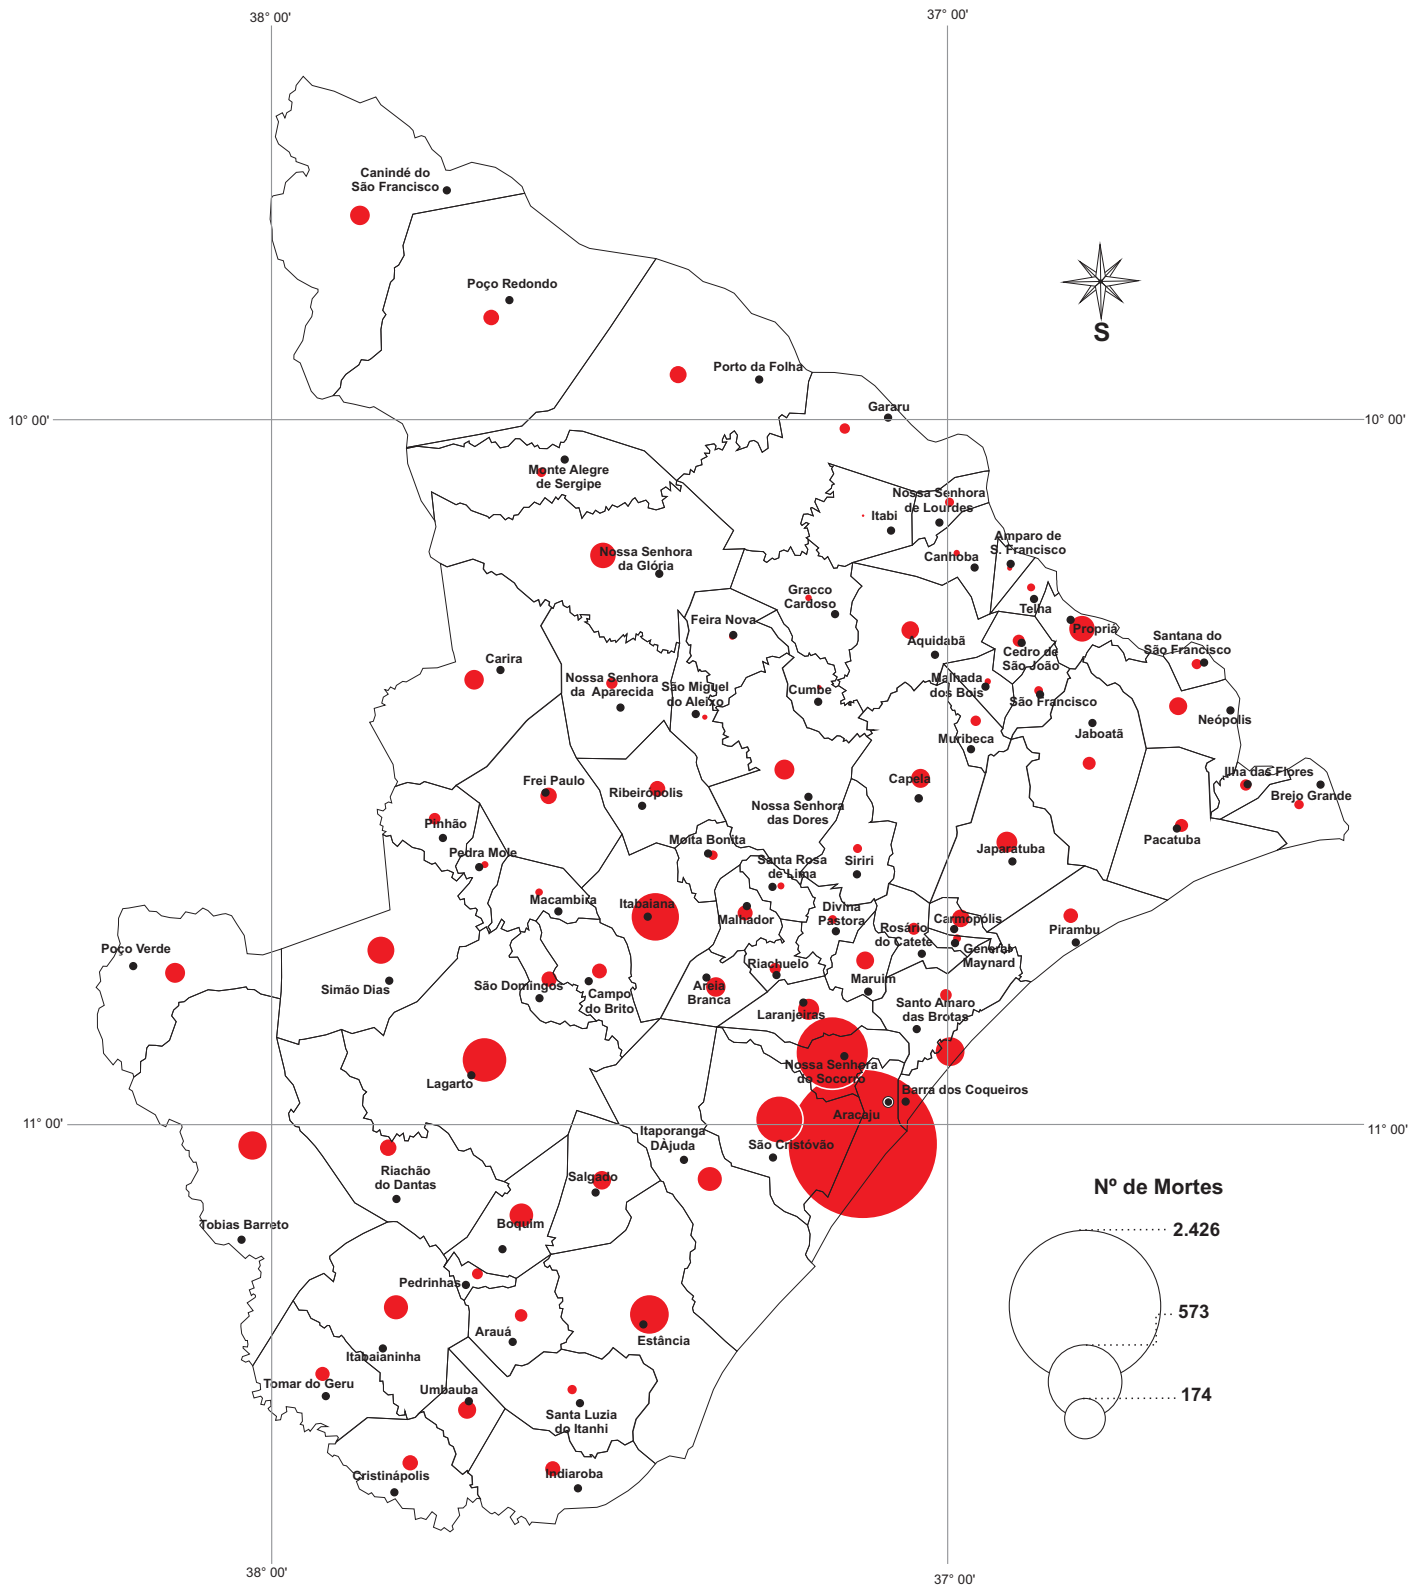 38° 00'
37° 00'
Canindé do
São Francisco
Poço Redondo
S
Porto da Folha
Gararu
10° 00'
10° 00'
Monte Alegre
de Sergipe
Nossa Senhora
de Lourdes
Itabi
Amparo de
S. Francisco
Canhoba
Nossa Senhora
da Glória
Gracco
Cardoso
Telha
Feira Nova
Propriá
Santana do
São Francisco
Aquidabã
Cedro de
São João
Carira
Nossa Senhora
da Aparecida
São Miguel
do Aleixo
Cumbe
Malhada
dos Bois
São Francisco
Neópolis
Jaboatã
Muribeca
Frei Paulo
Ribeirópolis
Capela
Ilha das Flores
Brejo Grande
Nossa Senhora
das Dores
Pinhão
Pedra Mole
Moita Bonita
Santa Rosa
de Lima
Siriri
Japaratuba
Pacatuba
Macambira
Itabaiana
Malhador
Divina
Pastora
Rosário
do Catete
Carmópolis
Pirambu
General
Maynard
Poço Verde
Simão Dias
São Domingos
Campo
do Brito
Areia
Branca
Riachuelo
Maruim
Santo Amaro
das Brotas
Laranjeiras
Lagarto
Nossa Senhora
do Socorro
Barra dos Coqueiros
Aracaju
11° 00'
11° 00'
Itaporanga
DÀjuda
São Cristóvão
Riachão
do Dantas
Salgado
Nº de Mortes
Tobias Barreto
Boquim
2.426
Pedrinhas
573
Arauá
Estância
Itabaianinha
Tomar do Geru
Umbauba
174
Santa Luzia
do Itanhi
Cristinápolis
Indiaroba
38° 00'
37° 00'